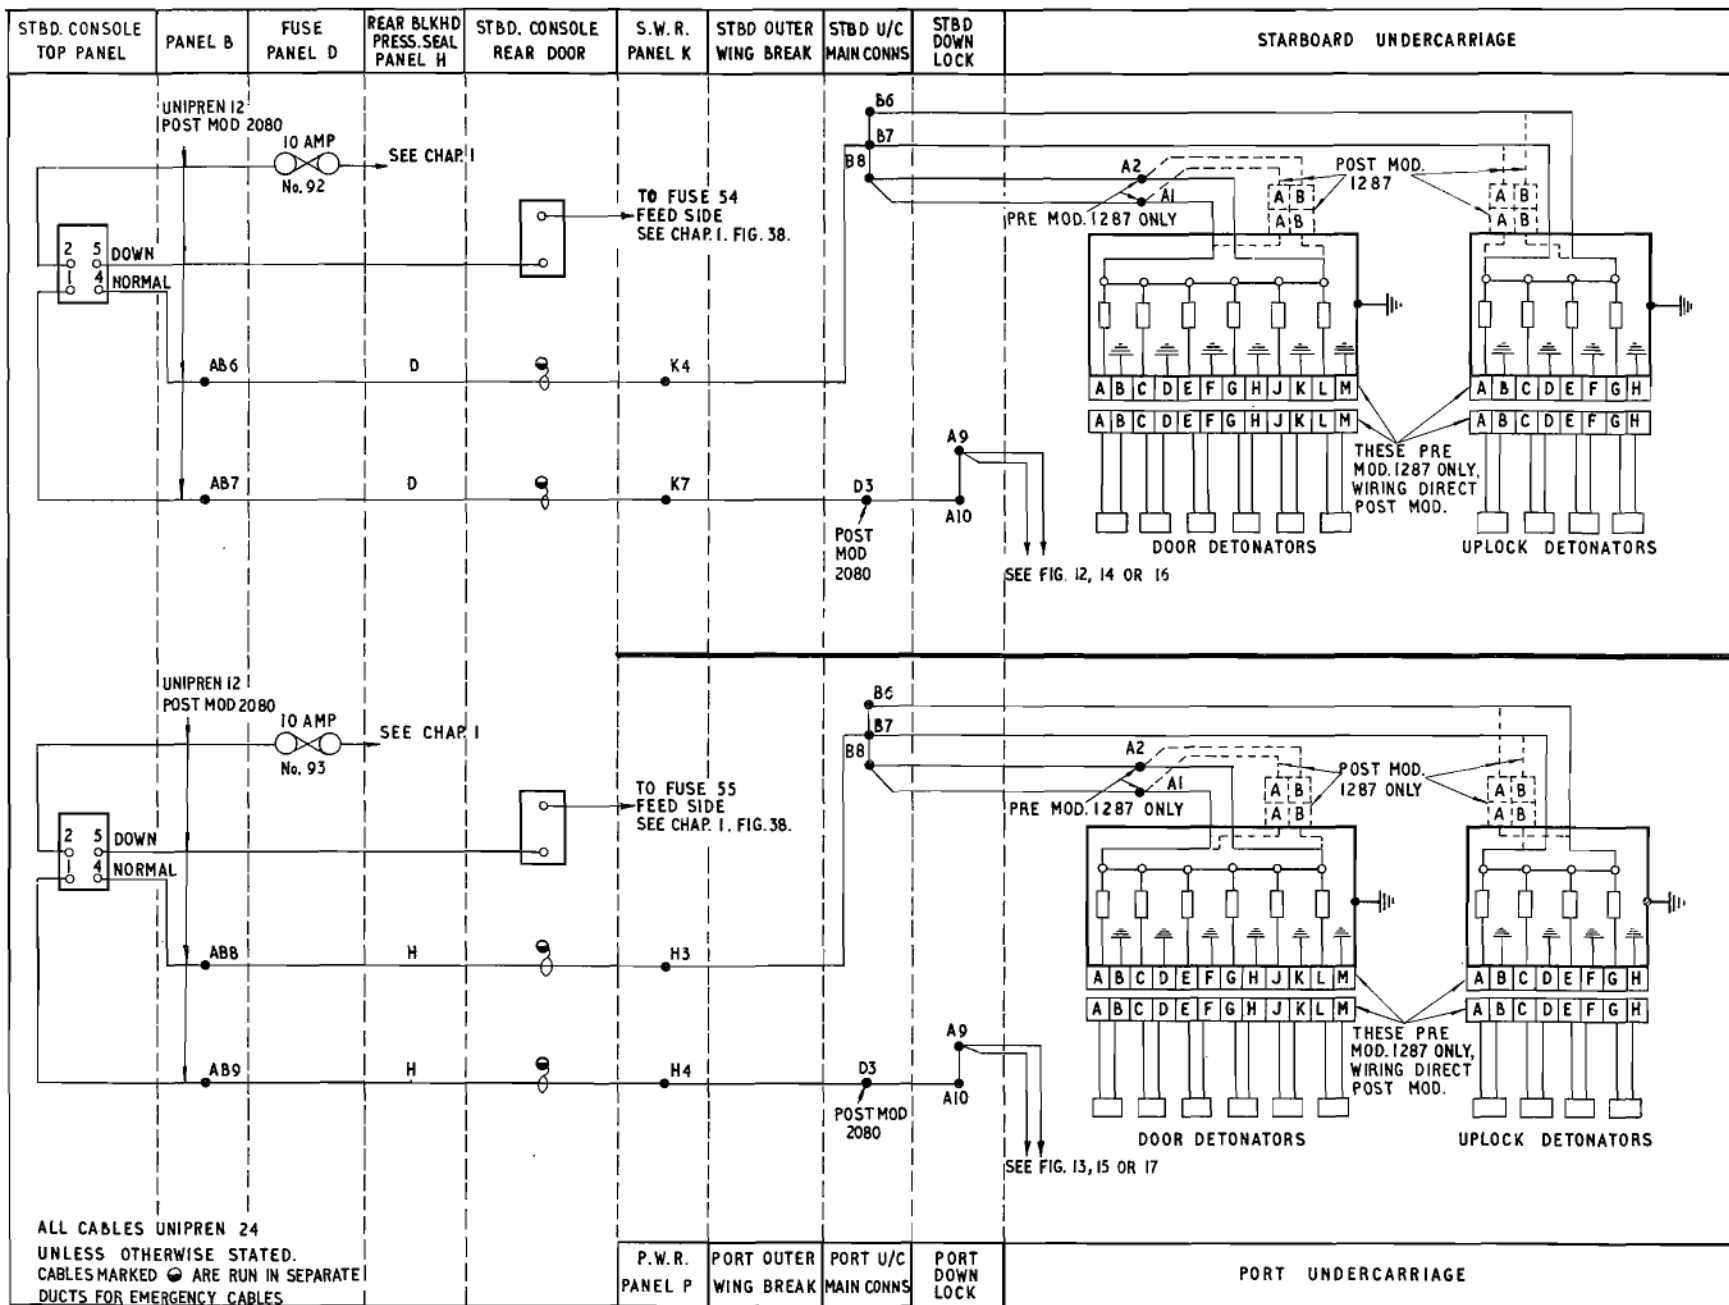 STBD. CONSOLE
TOP PANEL
PANEL B
FUSE
PANEL D
REAR BLKHD
PRESS. SEAL
PANEL H
STBD. CONSOLE
REAR DOOR
S.W.R.
PANEL K
STBD OUTER
WING BREAK
STBD U/C
MAIN CONNS
STBD
DOWN
LOCK
STARBOARD UNDERCARRIAGE
UNIPREN 12
POST MOD 2080
10 AMP
No. 92
SEE CHAP. 1
TO FUSE 54
FEED SIDE
SEE CHAP. 1. FIG. 38.
2 5
DOWN
1 4
NORMAL
AB6
D
K4
AB7
D
K7
D3
POST
MOD
2080
A9
A10
SEE FIG. 12, 14 OR 16
B6
B7
B8
A2
A1
PRE MOD. 1287 ONLY
POST MOD.
1287
A B
A B
A B
A B
A B C D E F G H J K L M
A B C D E F G H J K L M
A B C D E F G H
A B C D E F G H
THESE PRE
MOD. 1287 ONLY,
WIRING DIRECT
POST MOD.
DOOR DETONATORS
UPLOCK DETONATORS
UNIPREN 12
POST MOD 2080
10 AMP
No. 93
SEE CHAP. 1
TO FUSE 55
FEED SIDE
SEE CHAP. 1. FIG. 38.
2 5
DOWN
1 4
NORMAL
AB8
H
H3
AB9
H
H4
D3
POST MOD
2080
A9
A10
SEE FIG. 13, 15 OR 17
B6
B7
B8
A2
A1
PRE MOD. 1287 ONLY
POST MOD.
1287 ONLY
A B
A B
A B
A B
A B C D E F G H J K L M
A B C D E F G H J K L M
A B C D E F G H
A B C D E F G H
THESE PRE
MOD. 1287 ONLY,
WIRING DIRECT
POST MOD.
DOOR DETONATORS
UPLOCK DETONATORS
ALL CABLES UNIPREN 24
UNLESS OTHERWISE STATED.
CABLES MARKED ARE RUN IN SEPARATE
DUCTS FOR EMERGENCY CABLES
P.W.R.
PANEL P
PORT OUTER
WING BREAK
PORT U/C
MAIN CONNS
PORT
DOWN
LOCK
PORT UNDERCARRIAGE